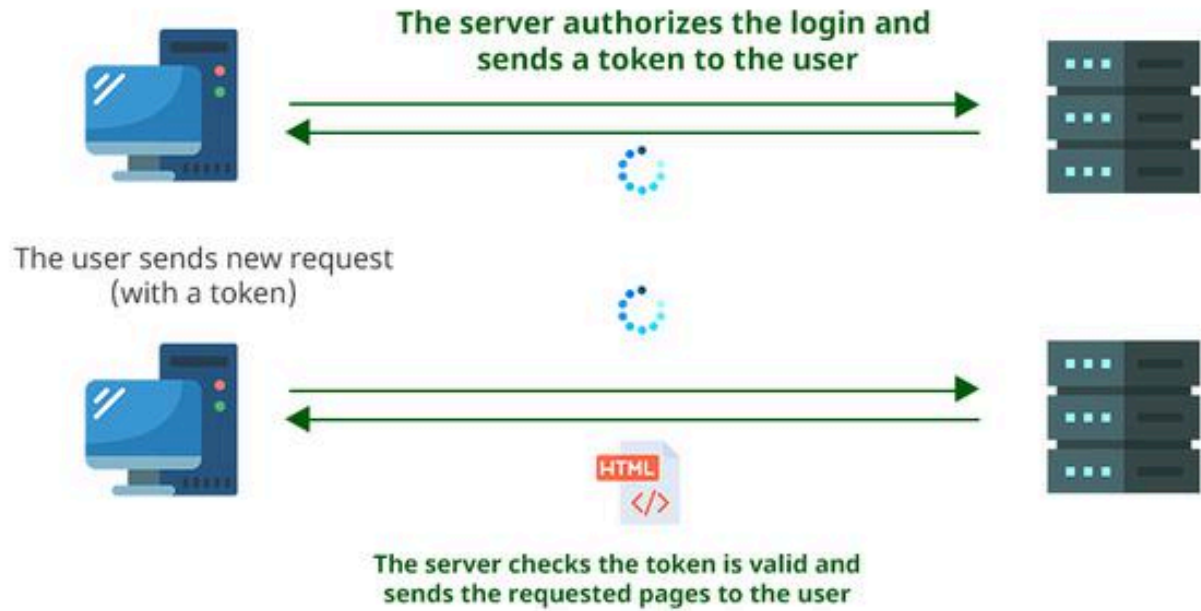 The server authorizes the login and
sends a token to the user
The user sends new request
(with a token)
HTML
</>
The server checks the token is valid and
sends the requested pages to the user